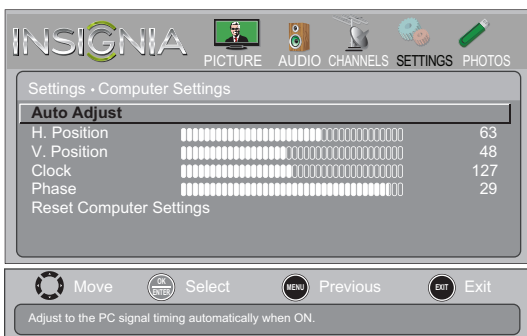 INSIGNIA
PICTURE AUDIO CHANNELS SETTINGS PHOTOS
Settings • Computer Settings
Auto Adjust
H. Position 63
V. Position 48
Clock 127
Phase 29
Reset Computer Settings
Move OK ENTER Select MENU Previous EXIT Exit
Adjust to the PC signal timing automatically when ON.